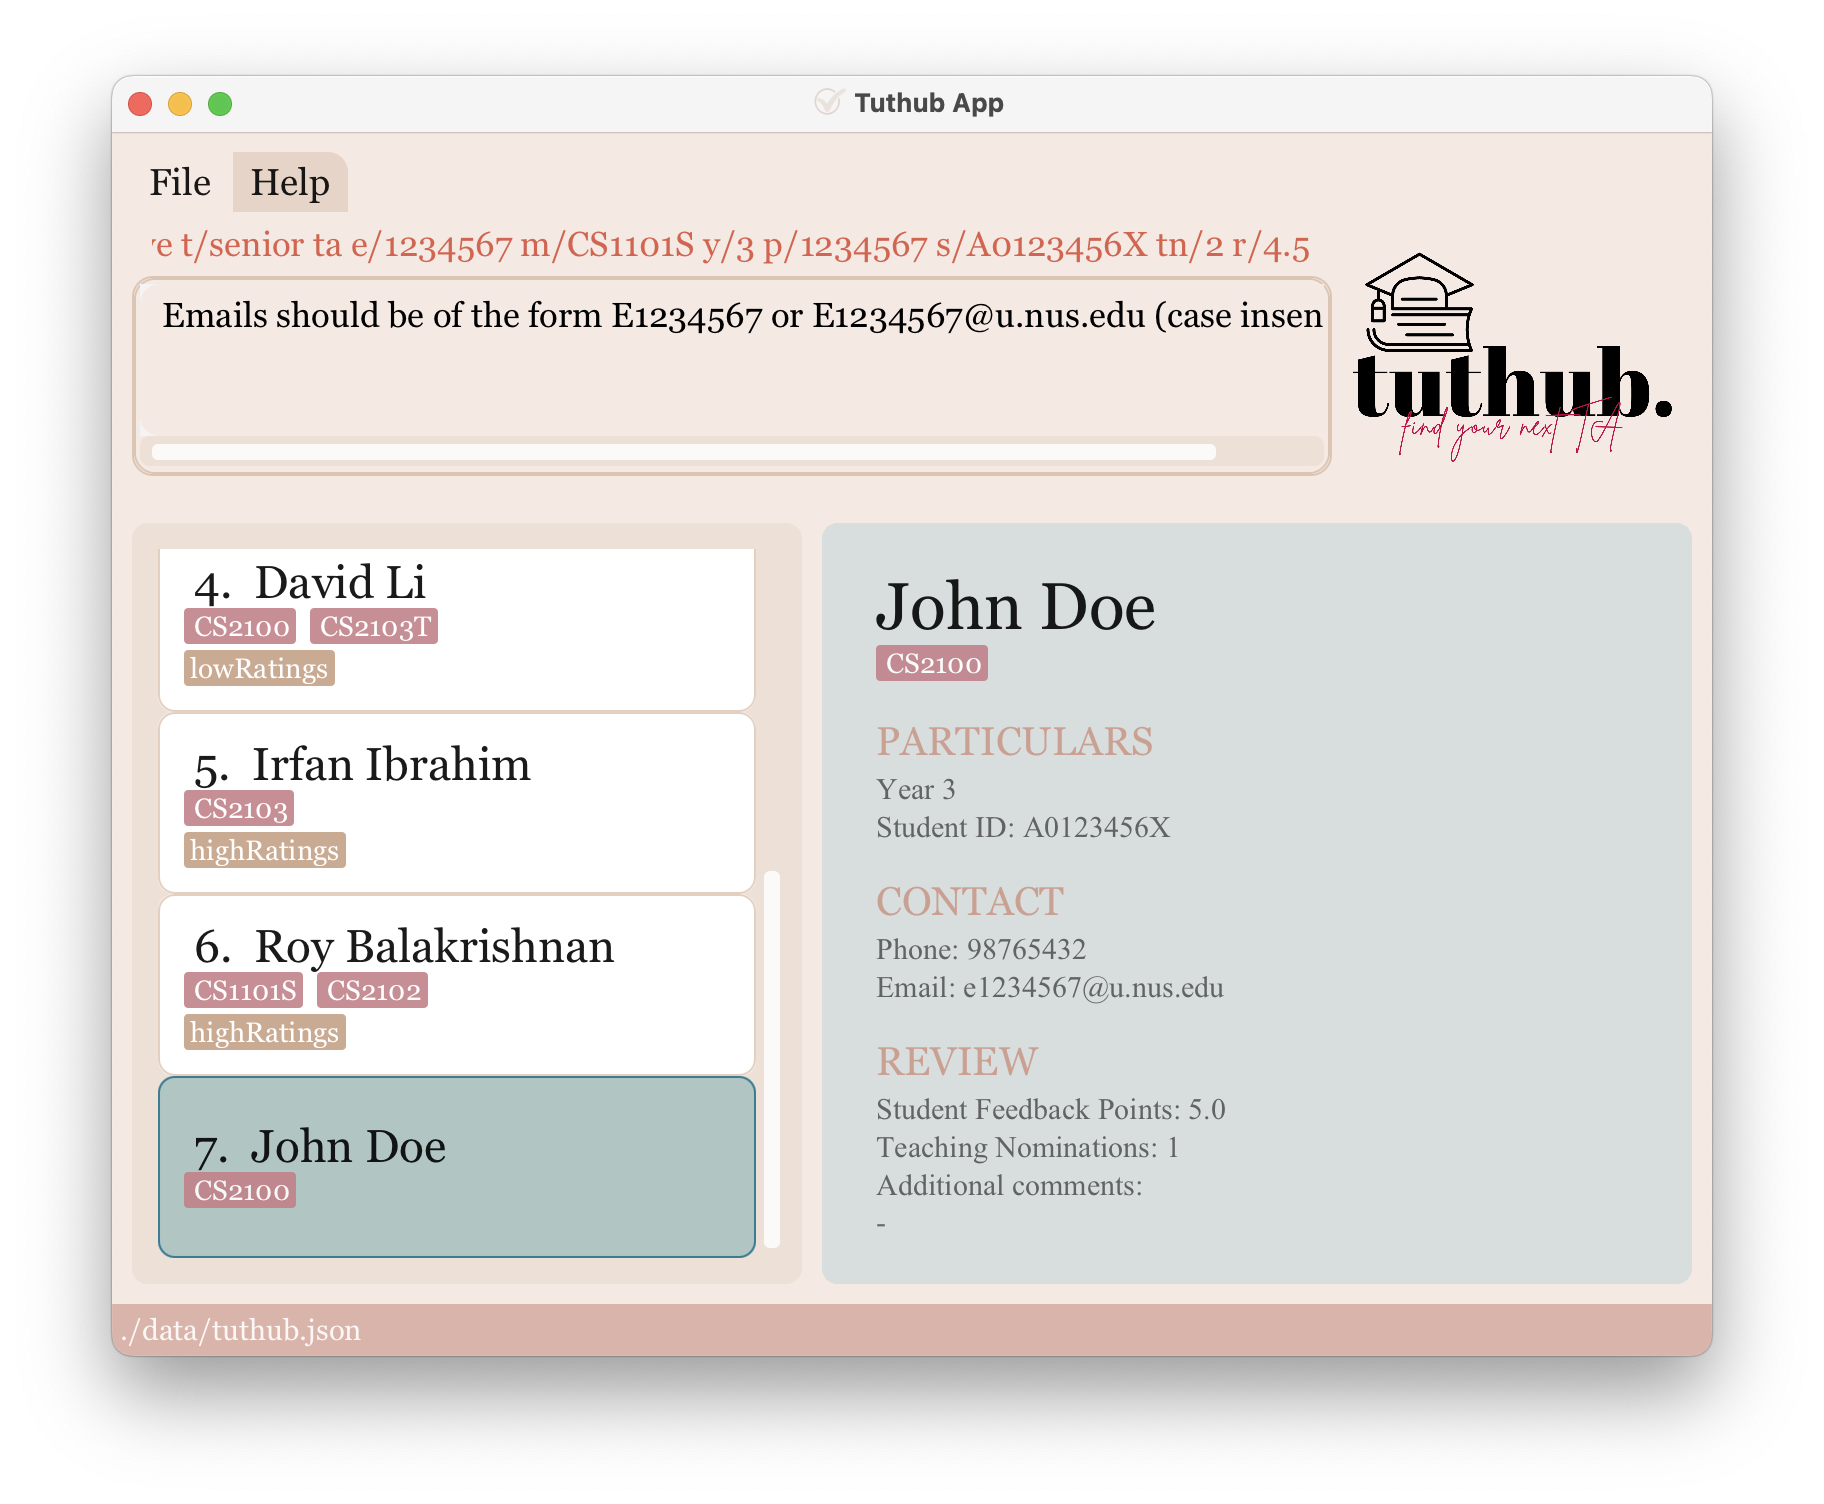 Tuthub App
File Help
e t/senior ta e/1234567 m/CS1101S y/3 p/1234567 s/A0123456X tn/2 r/4.5
Emails should be of the form E1234567 or E1234567@u.nus.edu (case insen
tuthub.
find your next TA
4. David Li
CS2100 CS2103T
lowRatings
5. Irfan Ibrahim
CS2103
highRatings
6. Roy Balakrishnan
CS1101S CS2102
highRatings
7. John Doe
CS2100
John Doe
CS2100
PARTICULARS
Year 3
Student ID: A0123456X
CONTACT
Phone: 98765432
Email: e1234567@u.nus.edu
REVIEW
Student Feedback Points: 5.0
Teaching Nominations: 1
Additional comments:
-
./data/tuthub.json